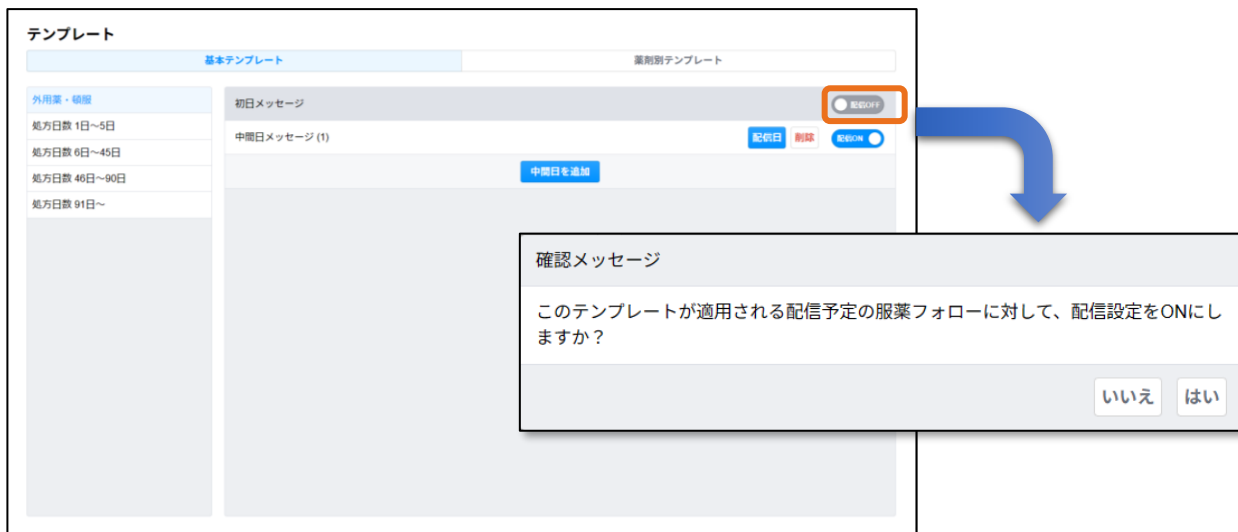 テンプレート
基本テンプレート
薬剤別テンプレート
外用薬・頓服
処方日数 1日～5日
処方日数 6日～45日
処方日数 46日～90日
処方日数 91日～
初日メッセージ
配信OFF
中間日メッセージ (1)
配信日
削除
配信ON
中間日を追加
確認メッセージ
このテンプレートが適用される配信予定の服薬フォローに対して、配信設定をONにし
ますか？
いいえ
はい